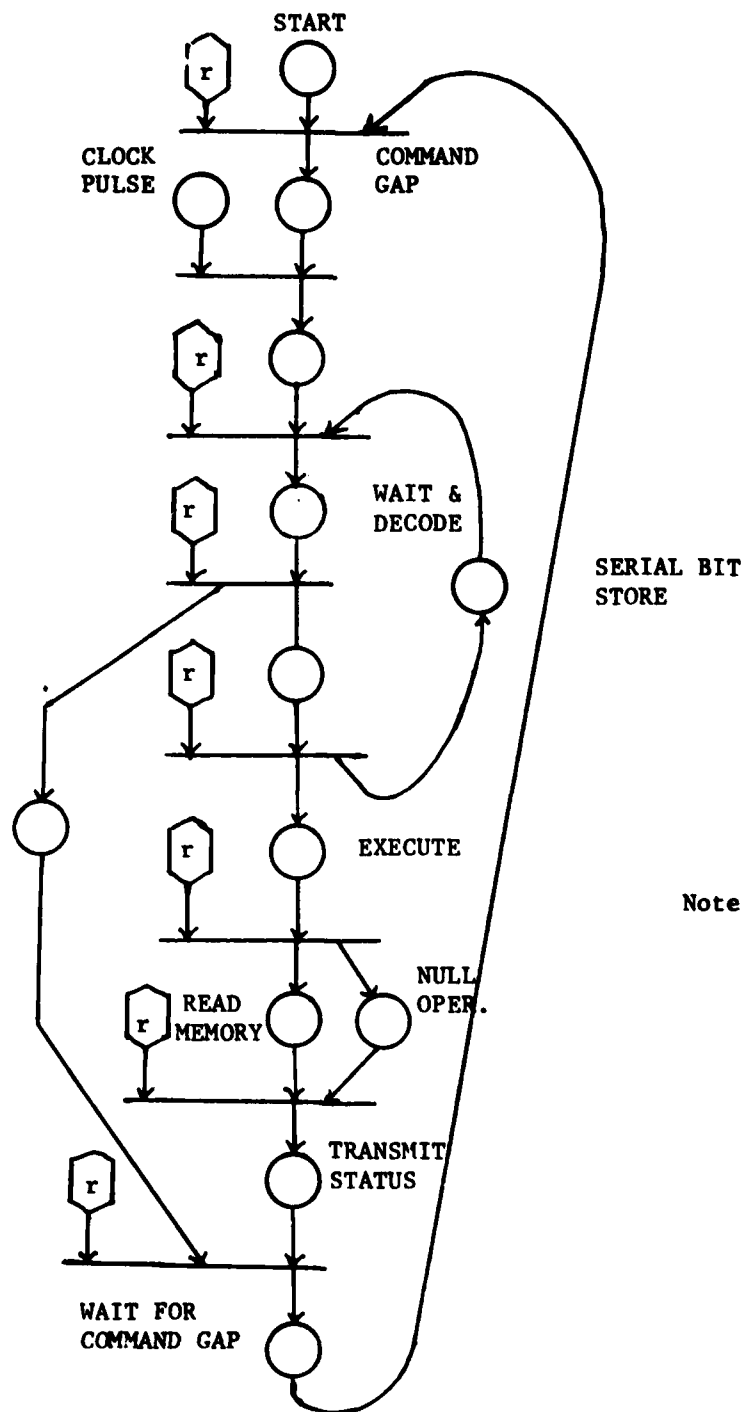 START
r
CLOCK
PULSE
COMMAND
GAP
r
r
WAIT &
DECODE
SERIAL BIT
STORE
r
r
EXECUTE
Note
NULL
OPER.
r
READ
MEMORY
TRANSMIT
STATUS
r
WAIT FOR
COMMAND GAP